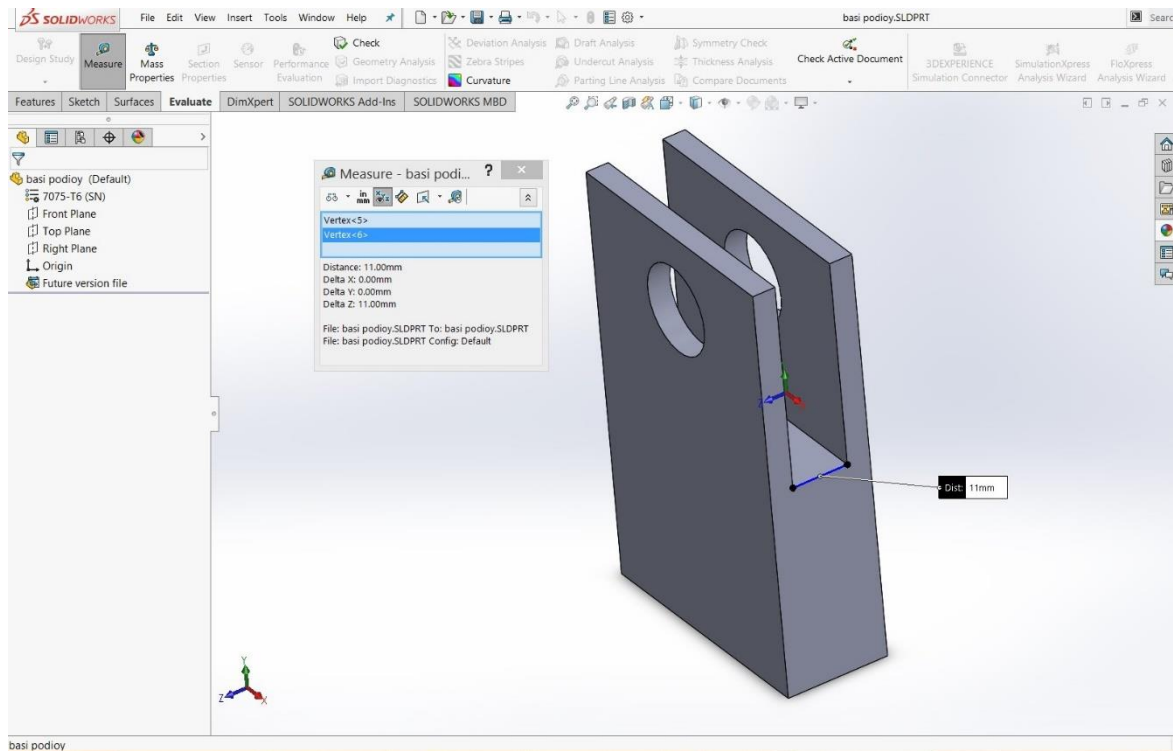 SOLIDWORKS File Edit View Insert Tools Window Help basi podioy.SLDPRT Searc
Design Study
Measure
Mass Properties
Section Properties
Sensor
Performance Evaluation
Check
Geometry Analysis
Import Diagnostics
Deviation Analysis
Zebra Stripes
Curvature
Draft Analysis
Undercut Analysis
Parting Line Analysis
Symmetry Check
Thickness Analysis
Compare Documents
Check Active Document
3DEXPERIENCE Simulation Connector
SimulationXpress Analysis Wizard
FloXpress Analysis Wizard
Features Sketch Surfaces Evaluate DimXpert SOLIDWORKS Add-Ins SOLIDWORKS MBD
basi podioy (Default)
7075-T6 (SN)
Front Plane
Top Plane
Right Plane
Origin
Future version file
Measure - basi podi... ?
in
mm
Vertex<5>
Vertex<6>
Distance: 11.00mm
Delta X: 0.00mm
Delta Y: 0.00mm
Delta Z: 11.00mm
File: basi podioy.SLDPRT To: basi podioy.SLDPRT
File: basi podioy.SLDPRT Config: Default
Z
Dist: 11mm
Y
Z
X
basi podioy